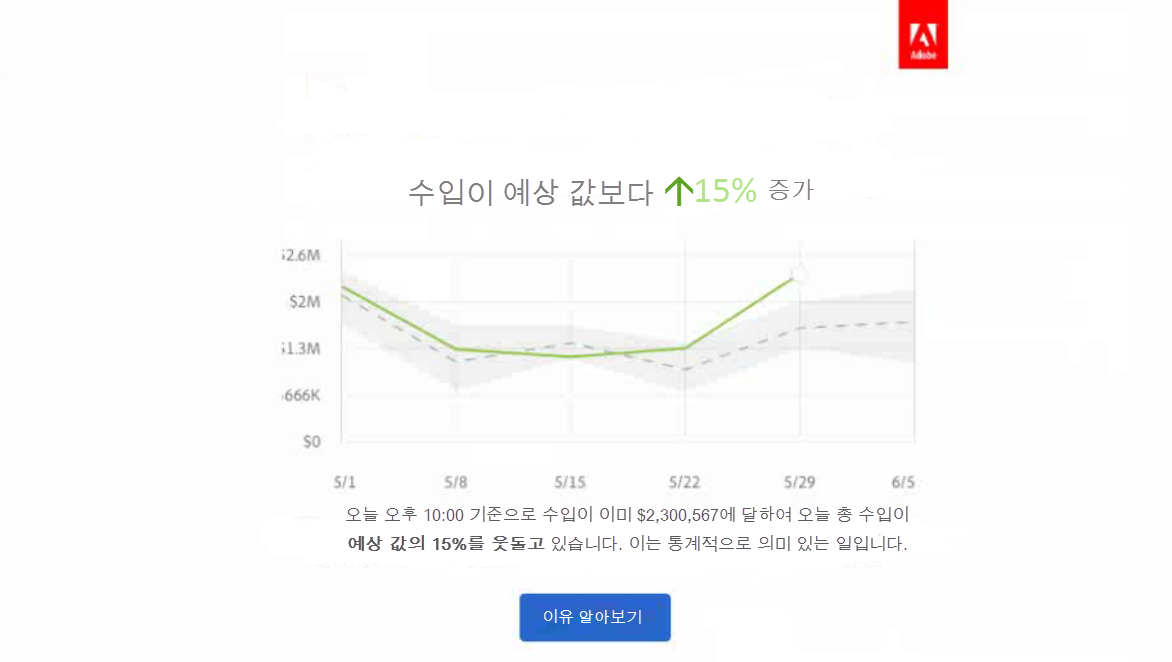 Adobe
수입이 예상 값보다 ↑15% 증가
$2.6M
$2M
$1.3M
$666K
$0
5/1 5/8 5/15 5/22 5/29 6/5
오늘 오후 10:00 기준으로 수입이 이미 $2,300,567에 달하여 오늘 총 수입이
예상 값의 15%를 웃돌고 있습니다. 이는 통계적으로 의미 있는 일입니다.
이유 알아보기